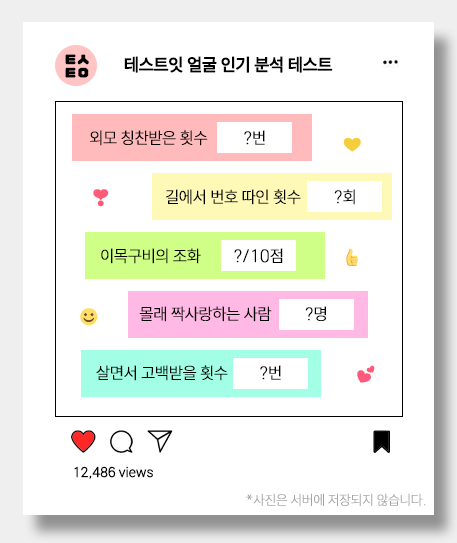 테스
테잇
테스트잇 얼굴 인기 분석 테스트
외모 칭찬받은 횟수 ?번
길에서 번호 따인 횟수 ?회
이목구비의 조화 ?/10점
몰래 짝사랑하는 사람 ?명
살면서 고백받을 횟수 ?번
12,486 views
*사진은 서버에 저장되지 않습니다.